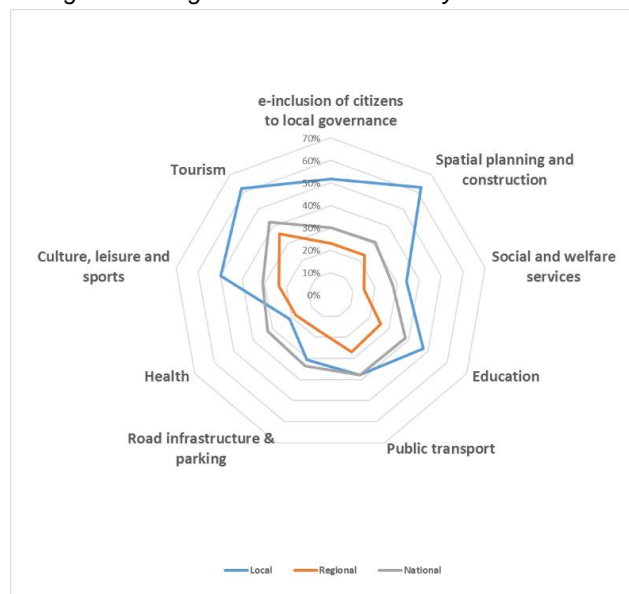 e-inclusion of citizens
to local governance
70%
60%
50%
40%
30%
20%
10%
0%
Tourism
Spatial planning and
construction
Culture, leisure and
sports
Social and welfare
services
Health
Education
Road infrastructure &
parking
Public transport
Local
Regional
National